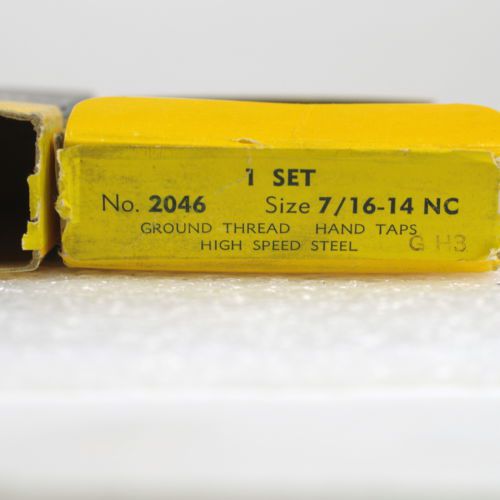 1 SET
No. 2046 Size 7/16-14 NC
GROUND THREAD HAND TAPS
HIGH SPEED STEEL G H3